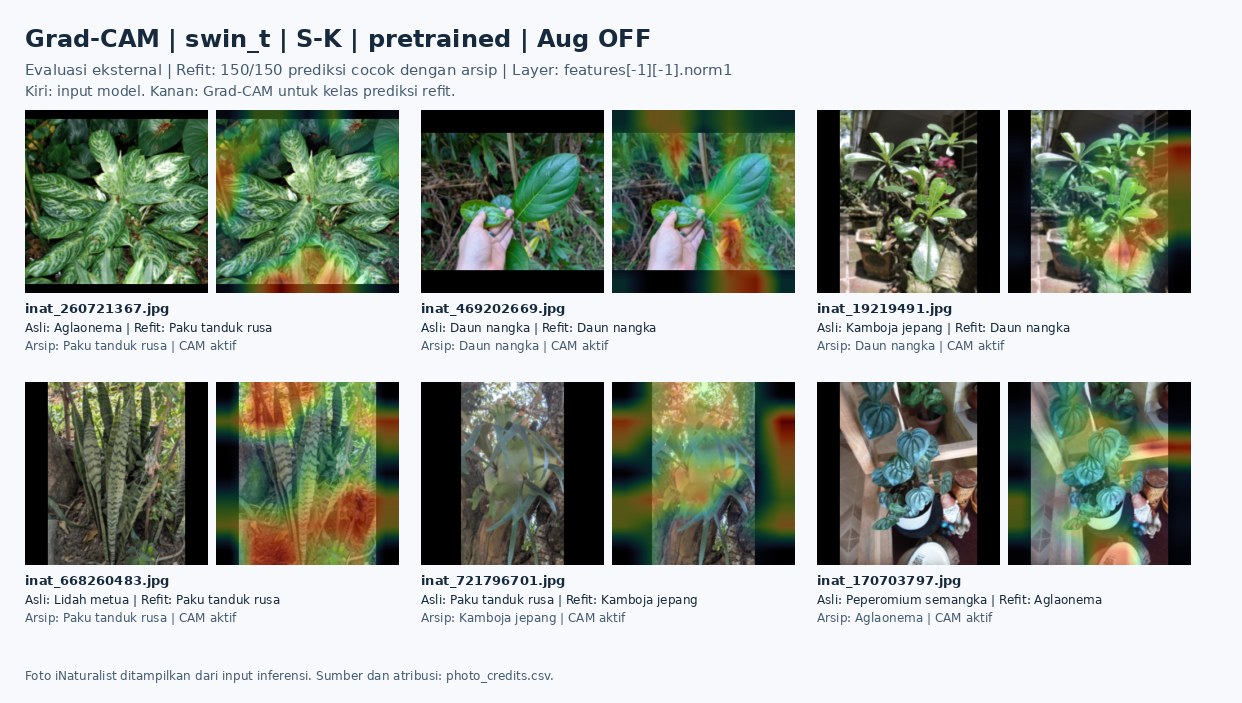 Grad-CAM | swin_t | S-K | pretrained | Aug OFF
Evaluasi eksternal | Refit: 150/150 prediksi cocok dengan arsip | Layer: features[-1][-1].norm1
Kiri: input model. Kanan: Grad-CAM untuk kelas prediksi refit.
inat_260721367.jpg
Asli: Aglaonema | Refit: Paku tanduk rusa
Arsip: Paku tanduk rusa | CAM aktif
inat_469202669.jpg
Asli: Daun nangka | Refit: Daun nangka
Arsip: Daun nangka | CAM aktif
inat_19219491.jpg
Asli: Kamboja jepang | Refit: Daun nangka
Arsip: Daun nangka | CAM aktif
inat_668260483.jpg
Asli: Lidah metua | Refit: Paku tanduk rusa
Arsip: Paku tanduk rusa | CAM aktif
inat_721796701.jpg
Asli: Paku tanduk rusa | Refit: Kamboja jepang
Arsip: Kamboja jepang | CAM aktif
inat_170703797.jpg
Asli: Peperomium semangka | Refit: Aglaonema
Arsip: Aglaonema | CAM aktif
Foto iNaturalist ditampilkan dari input inferensi. Sumber dan atribusi: photo_credits.csv.